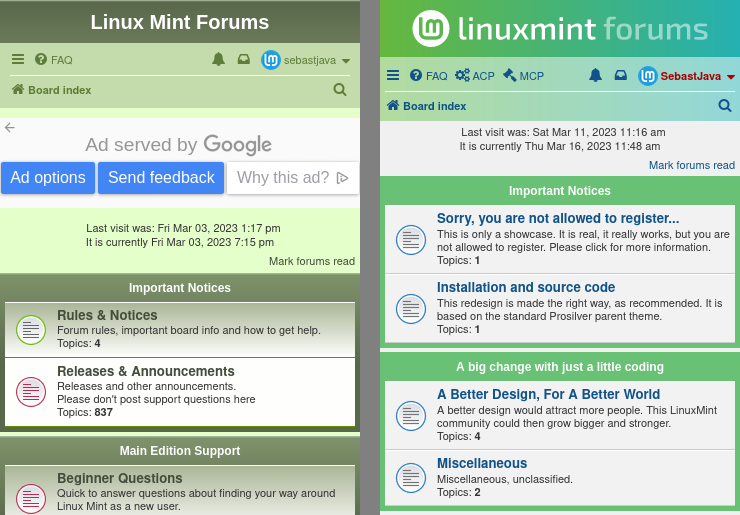 Linux Mint Forums
FAQ
sebastjava
Board index
Ad served by Google
Ad options
Send feedback
Why this ad?
Last visit was: Fri Mar 03, 2023 1:17 pm
It is currently Fri Mar 03, 2023 7:15 pm
Mark forums read
Important Notices
Rules & Notices
Forum rules, important board info and how to get help.
Topics: 4
Releases & Announcements
Releases and other announcements.
Please don't post support questions here
Topics: 837
Main Edition Support
Beginner Questions
Quick to answer questions about finding your way around
Linux Mint as a new user.
linuxmint forums
FAQ ACP MCP
SebastJava
Board index
Last visit was: Sat Mar 11, 2023 11:16 am
It is currently Thu Mar 16, 2023 11:48 am
Mark forums read
Important Notices
Sorry, you are not allowed to register...
This is only a showcase. It is real, it really works, but you are
not allowed to register. Please click for more information.
Topics: 1
Installation and source code
This redesign is made the right way, as recommended. It is
based on the standard Prosilver parent theme.
Topics: 1
A big change with just a little coding
A Better Design, For A Better World
A better design would attract more people. This LinuxMint
community could then grow bigger and stronger.
Topics: 4
Miscellaneous
Miscellaneous, unclassified.
Topics: 2